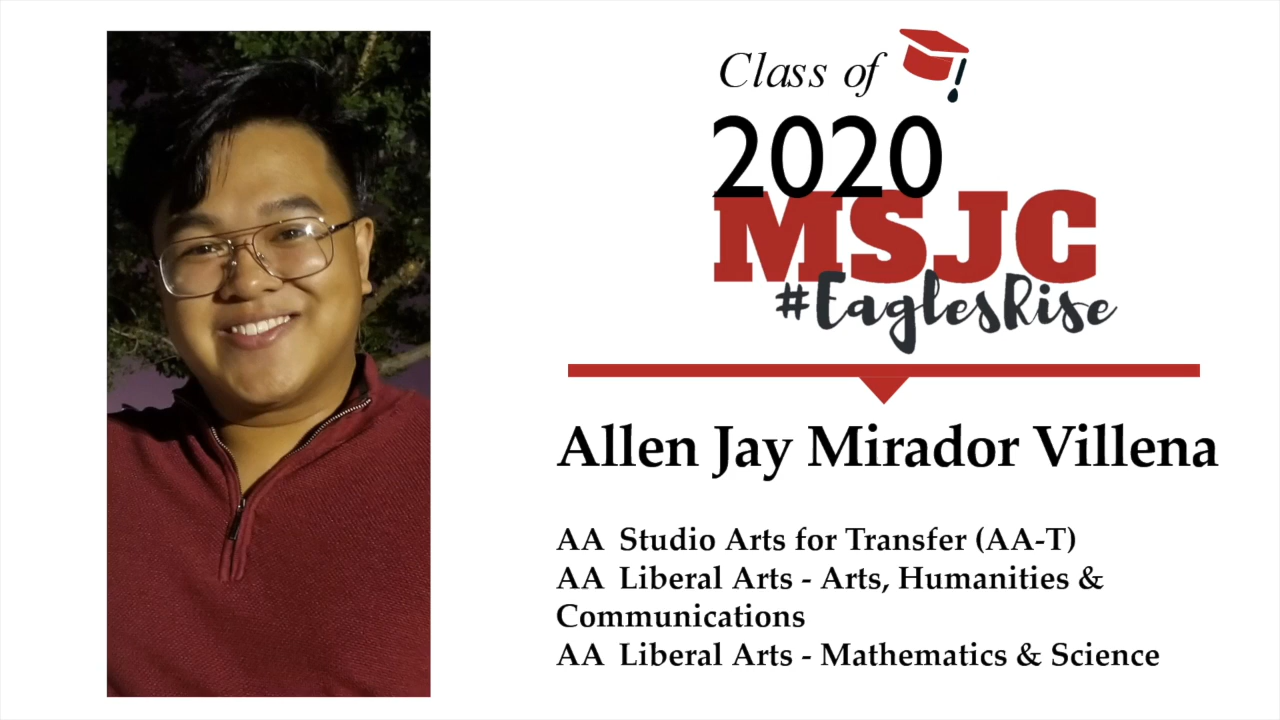 Class of
2020
MSJC
#EaglesRise
Allen Jay Mirador Villena
AA Studio Arts for Transfer (AA-T)
AA Liberal Arts - Arts, Humanities &
Communications
AA Liberal Arts - Mathematics & Science